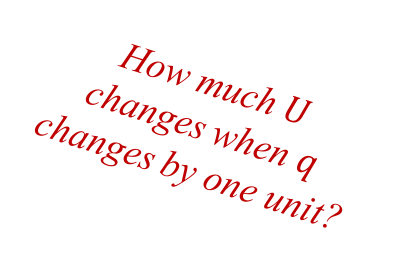 How much U
changes when q
changes by one unit?